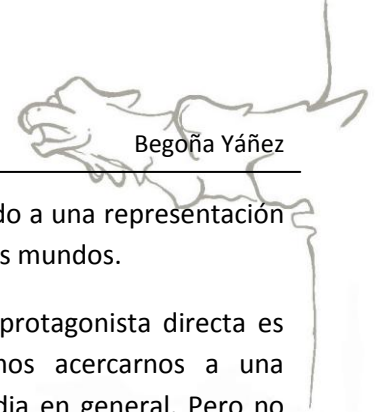 Begoña Yáñez
do a una representación
s mundos.
protagonista directa es
nos acercarnos a una
dia en general. Pero no